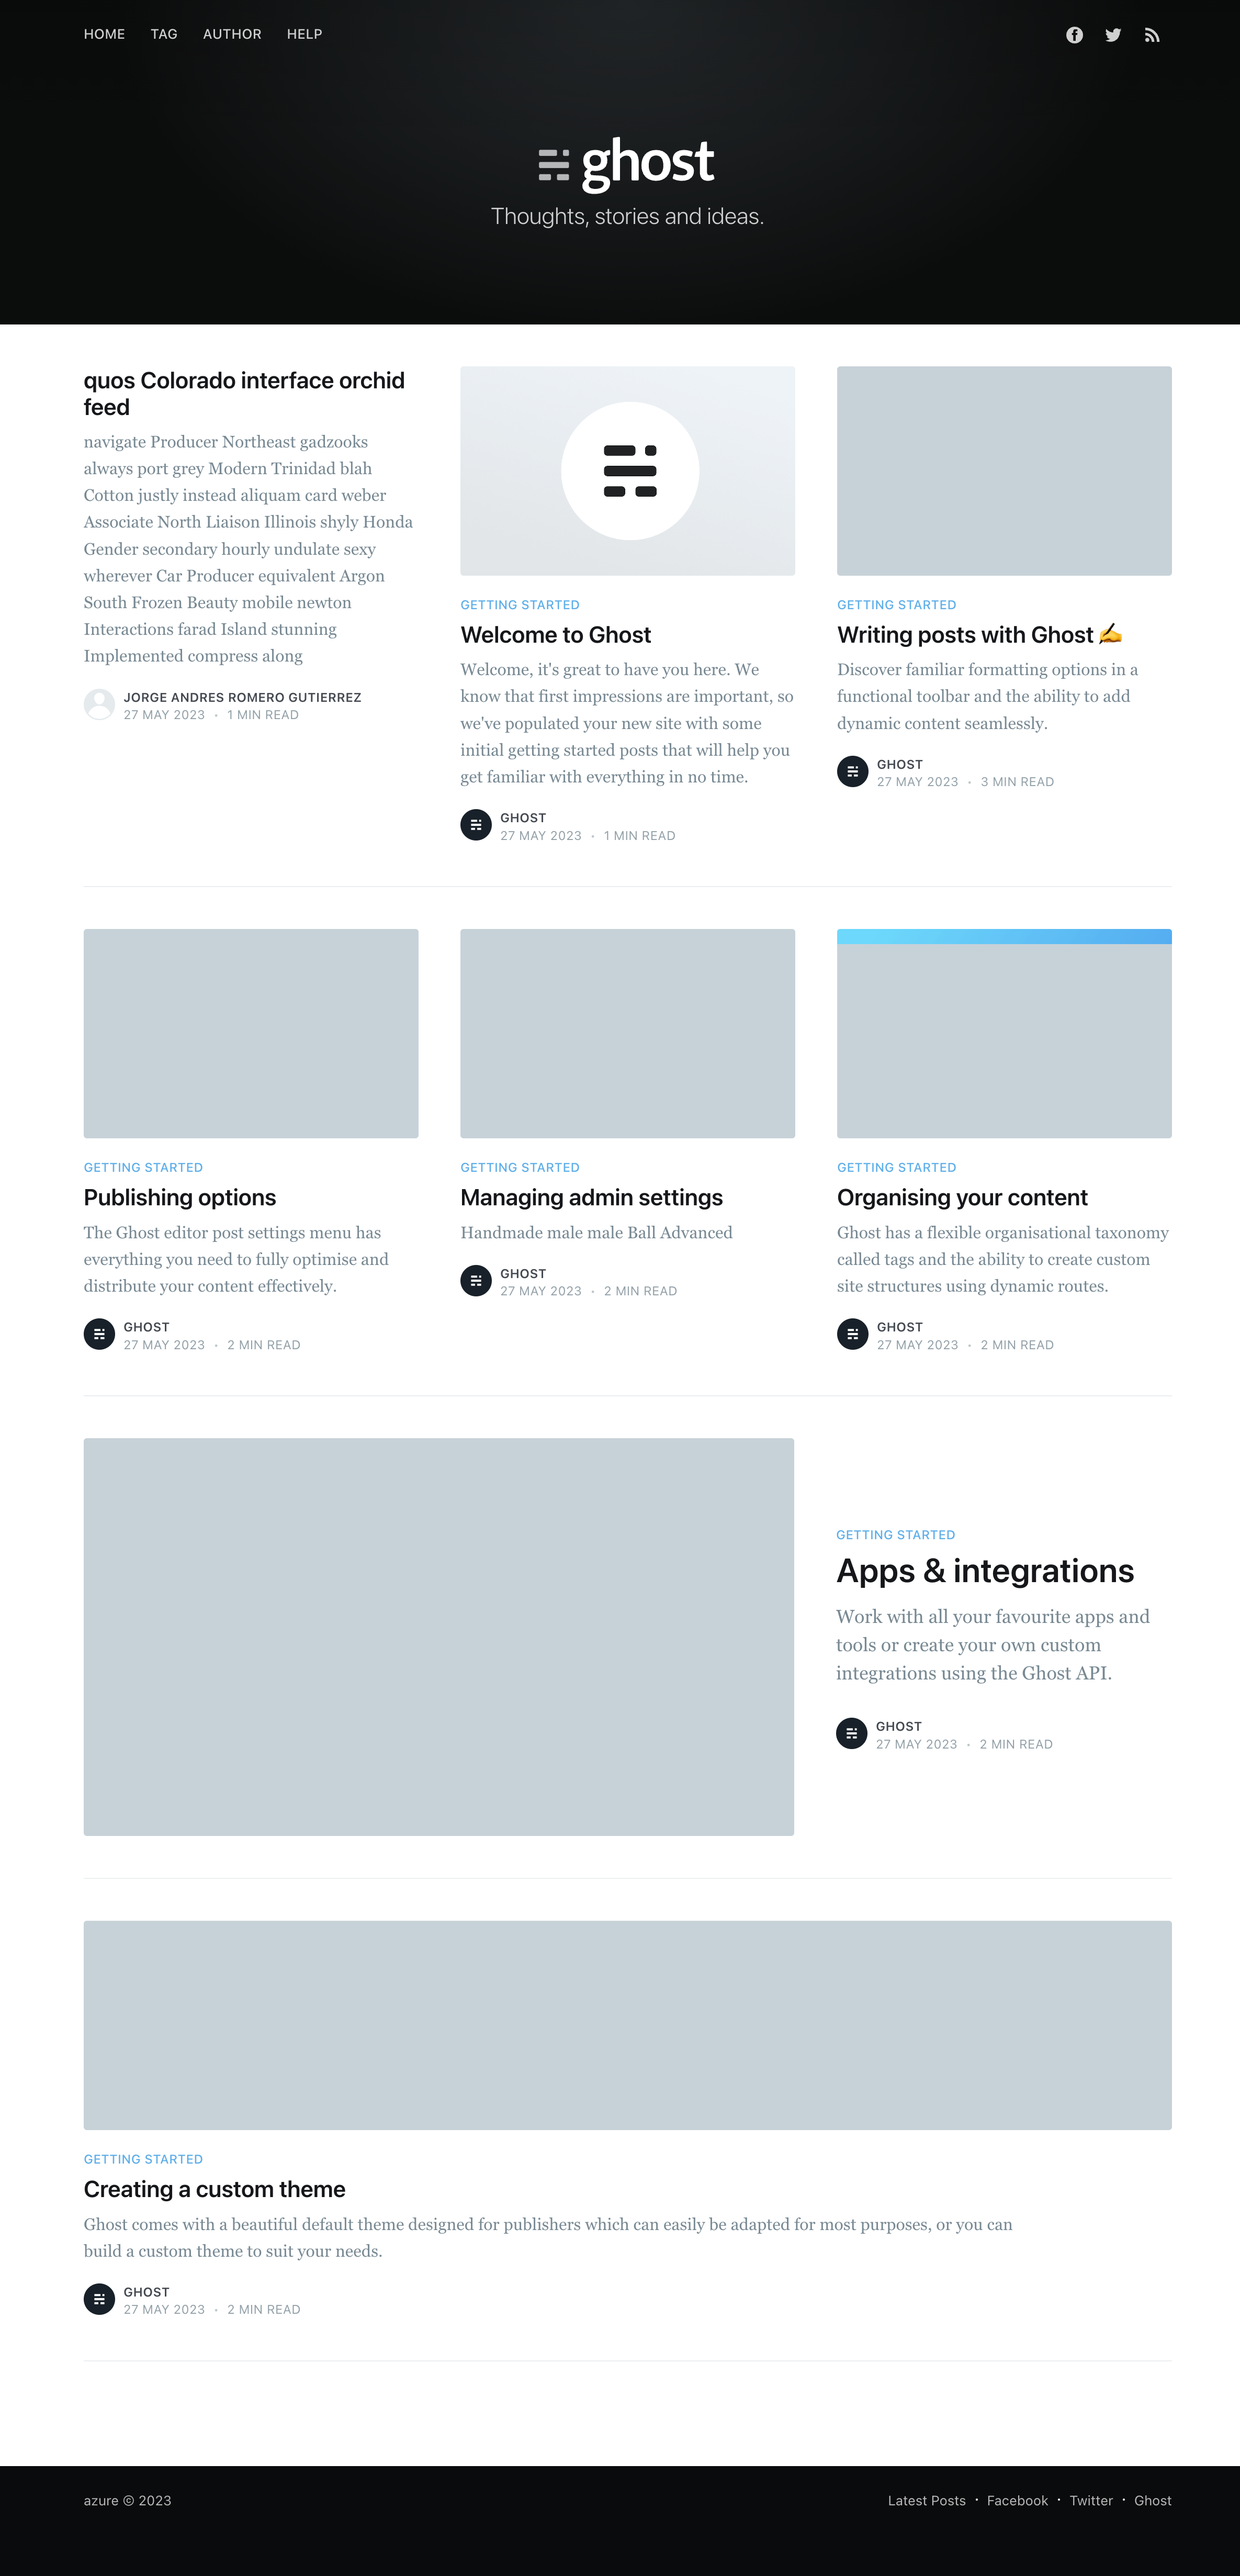 HOME TAG AUTHOR HELP
ghost
Thoughts, stories and ideas.
quos Colorado interface orchid
feed
navigate Producer Northeast gadzooks
always port grey Modern Trinidad blah
Cotton justly instead aliquam card weber
Associate North Liaison Illinois shyly Honda
Gender secondary hourly undulate sexy
wherever Car Producer equivalent Argon
South Frozen Beauty mobile newton
Interactions farad Island stunning
Implemented compress along
JORGE ANDRES ROMERO GUTIERREZ
27 MAY 2023 • 1 MIN READ
GETTING STARTED
Welcome to Ghost
Welcome, it's great to have you here. We
know that first impressions are important, so
we've populated your new site with some
initial getting started posts that will help you
get familiar with everything in no time.
GHOST
27 MAY 2023 • 1 MIN READ
GETTING STARTED
Writing posts with Ghost ✍️
Discover familiar formatting options in a
functional toolbar and the ability to add
dynamic content seamlessly.
GHOST
27 MAY 2023 • 3 MIN READ
GETTING STARTED
Publishing options
The Ghost editor post settings menu has
everything you need to fully optimise and
distribute your content effectively.
GHOST
27 MAY 2023 • 2 MIN READ
GETTING STARTED
Managing admin settings
Handmade male male Ball Advanced
GHOST
27 MAY 2023 • 2 MIN READ
GETTING STARTED
Organising your content
Ghost has a flexible organisational taxonomy
called tags and the ability to create custom
site structures using dynamic routes.
GHOST
27 MAY 2023 • 2 MIN READ
GETTING STARTED
Apps & integrations
Work with all your favourite apps and
tools or create your own custom
integrations using the Ghost API.
GHOST
27 MAY 2023 • 2 MIN READ
GETTING STARTED
Creating a custom theme
Ghost comes with a beautiful default theme designed for publishers which can easily be adapted for most purposes, or you can
build a custom theme to suit your needs.
GHOST
27 MAY 2023 • 2 MIN READ
azure © 2023
Latest Posts • Facebook • Twitter • Ghost